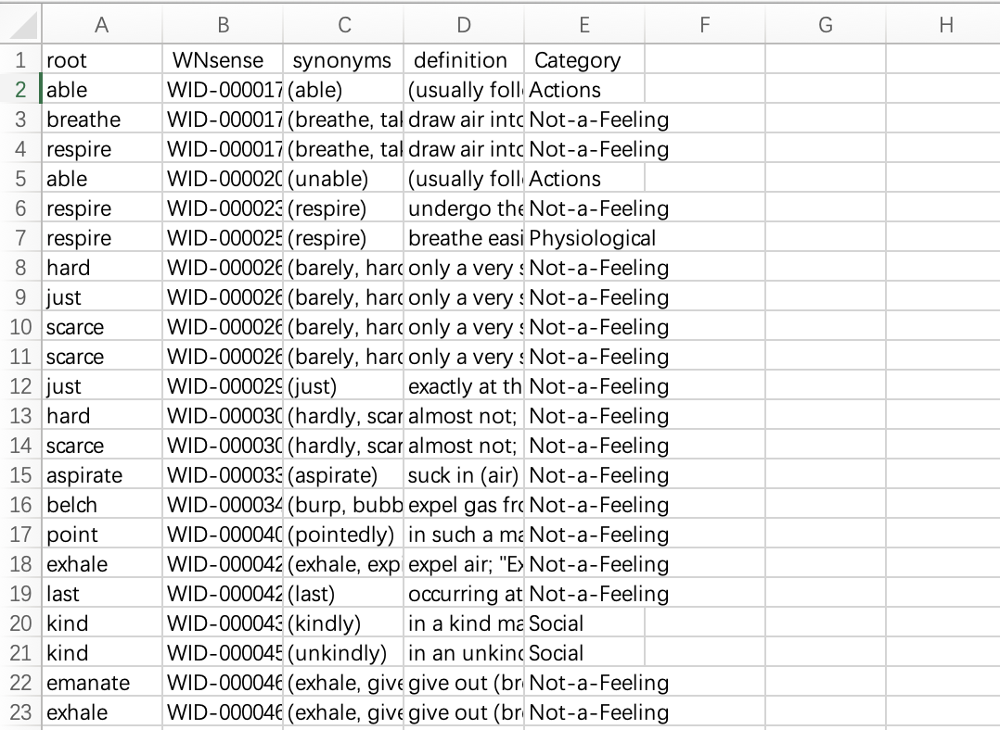 A B C D E F G H
1 root WNsense synonyms definition Category
2 able WID-000017 (able) (usually foll Actions
3 breathe WID-000017 (breathe, tak draw air into Not-a-Feeling
4 respire WID-000017 (breathe, tak draw air into Not-a-Feeling
5 able WID-000020 (unable) (usually foll Actions
6 respire WID-000023 (respire) undergo the Not-a-Feeling
7 respire WID-000025 (respire) breathe easi Physiological
8 hard WID-000026 (barely, hard only a very s Not-a-Feeling
9 just WID-000026 (barely, hard only a very s Not-a-Feeling
10 scarce WID-000026 (barely, hard only a very s Not-a-Feeling
11 scarce WID-000026 (barely, hard only a very s Not-a-Feeling
12 just WID-000029 (just) exactly at th Not-a-Feeling
13 hard WID-000030 (hardly, scar almost not; Not-a-Feeling
14 scarce WID-000030 (hardly, scar almost not; Not-a-Feeling
15 aspirate WID-000033 (aspirate) suck in (air) Not-a-Feeling
16 belch WID-000034 (burp, bubb expel gas fro Not-a-Feeling
17 point WID-000040 (pointedly) in such a ma Not-a-Feeling
18 exhale WID-000042 (exhale, exp expel air; "Ex Not-a-Feeling
19 last WID-000042 (last) occurring at Not-a-Feeling
20 kind WID-000043 (kindly) in a kind ma Social
21 kind WID-000045 (unkindly) in an unkind Social
22 emanate WID-000046 (exhale, give give out (bre Not-a-Feeling
23 exhale WID-000046 (exhale, give give out (bre Not-a-Feeling